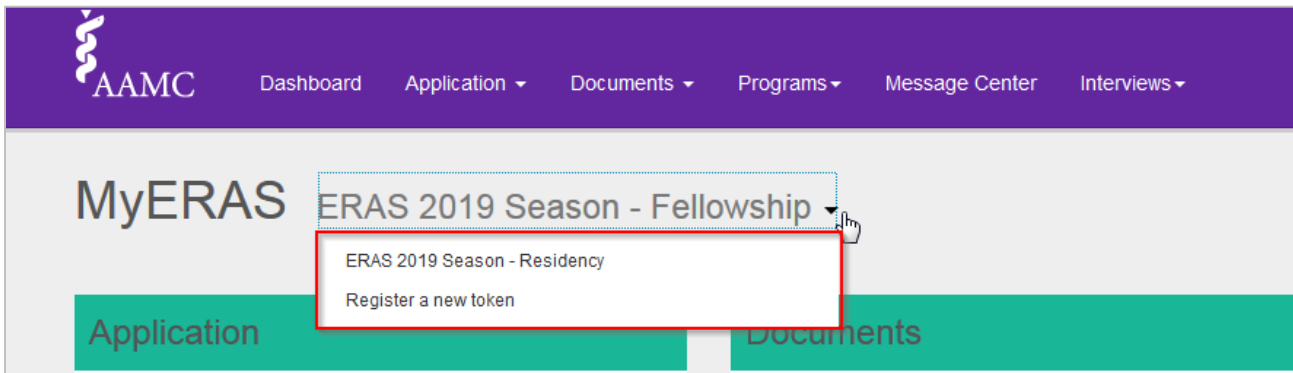 AAMC Dashboard Application Documents Programs Message Center Interviews
MyERAS ERAS 2019 Season - Fellowship
ERAS 2019 Season - Residency
Register a new token
Application Documents